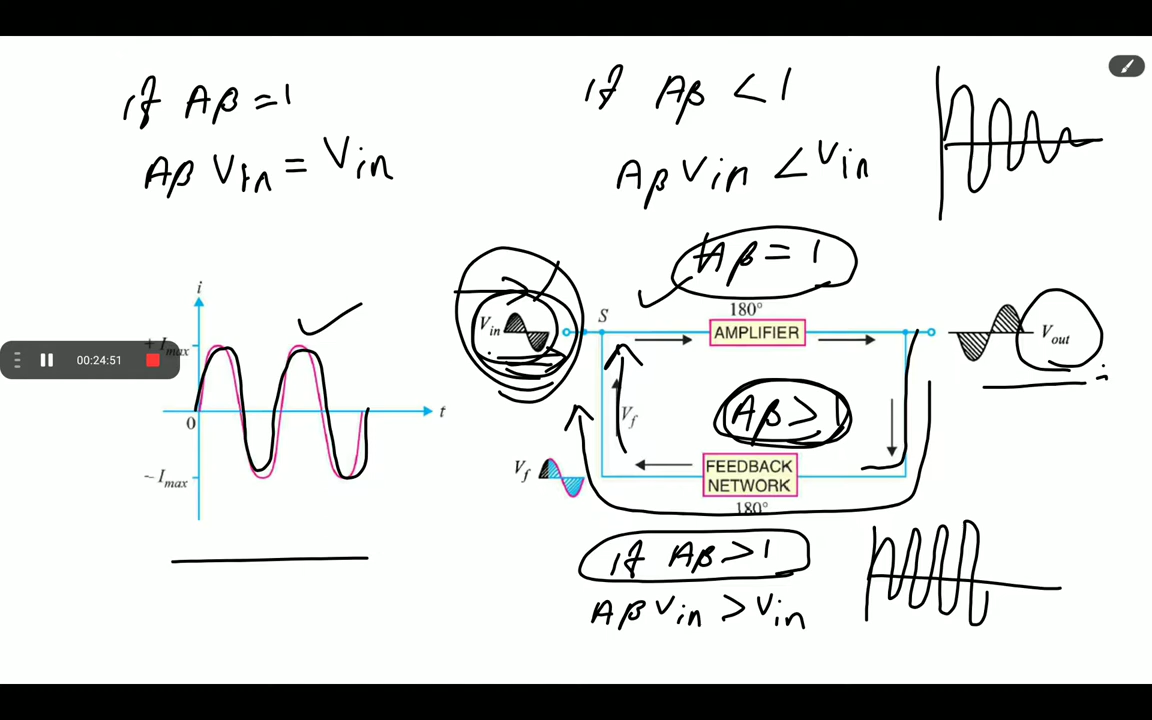 if Aβ = 1
Aβ Vin = Vin
if Aβ < 1
Aβ Vin < Vin
Aβ = 1
180°
AMPLIFIER
S
Vin
Vout
i
+ Imax
00:24:51
0
t
− Imax
Vf
Aβ > 1
Vf
FEEDBACK
NETWORK
180°
if Aβ > 1
Aβ Vin > Vin